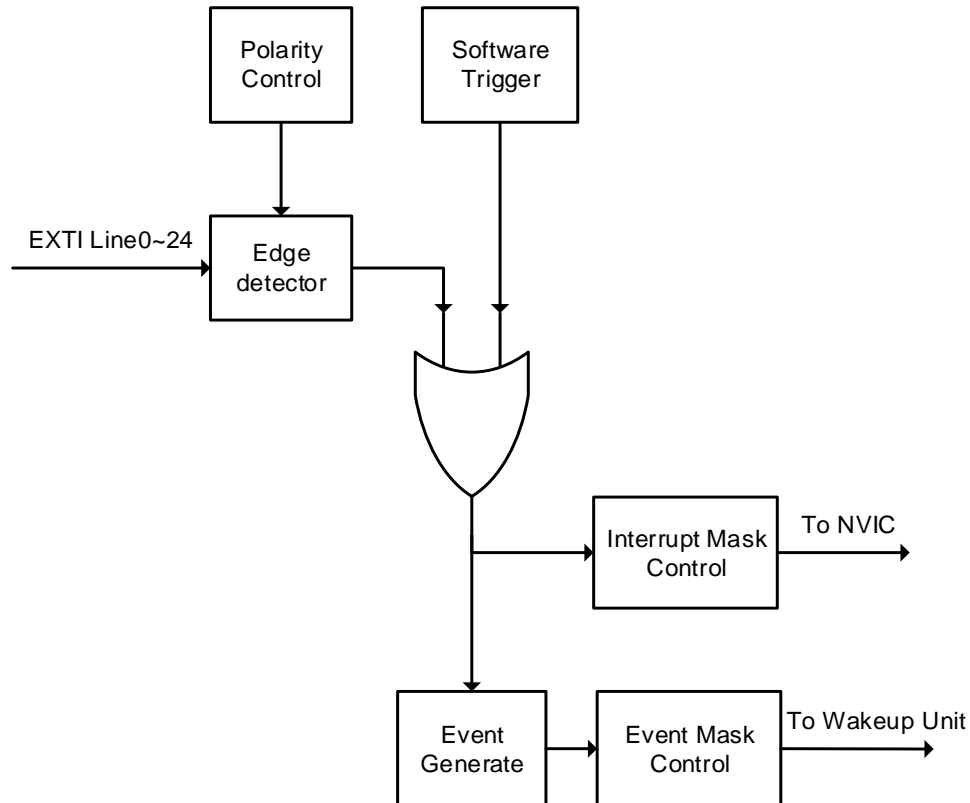 Polarity
Control
Software
Trigger
EXTI Line0~24
Edge
detector
Interrupt Mask
Control
To NVIC
Event
Generate
Event Mask
Control
To Wakeup Unit